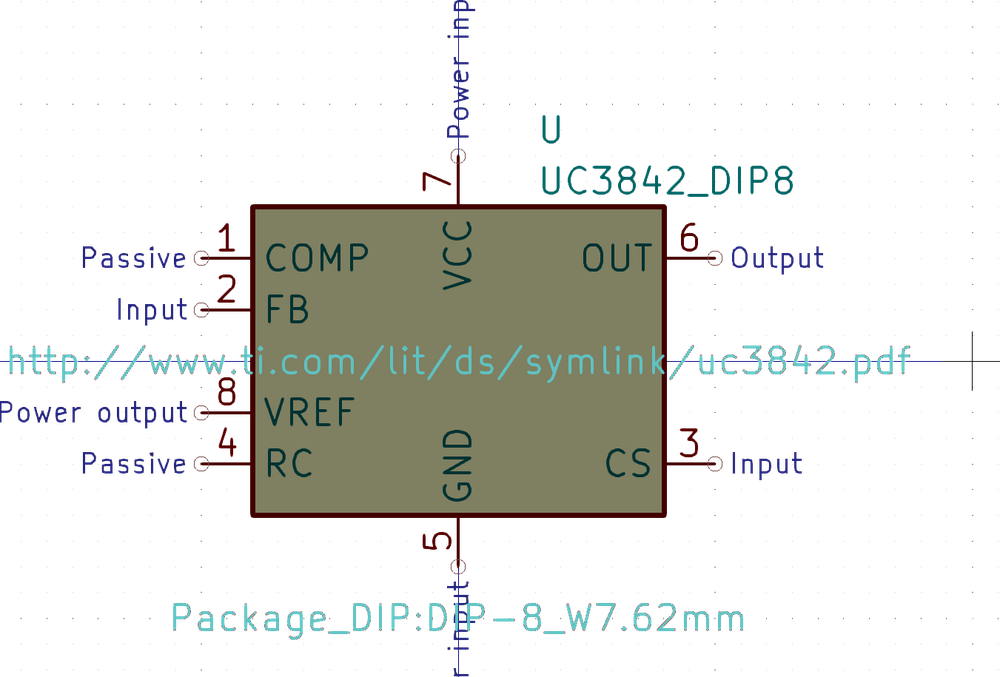 Power inp
U
7
UC3842_DIP8
Passive 1 COMP VCC OUT 6 Output
Input 2 FB
http://www.ti.com/lit/ds/symlink/uc3842.pdf
Power output 8 VREF
Passive 4 RC GND CS 3 Input
5
r input
Package_DIP:DIP-8_W7.62mm